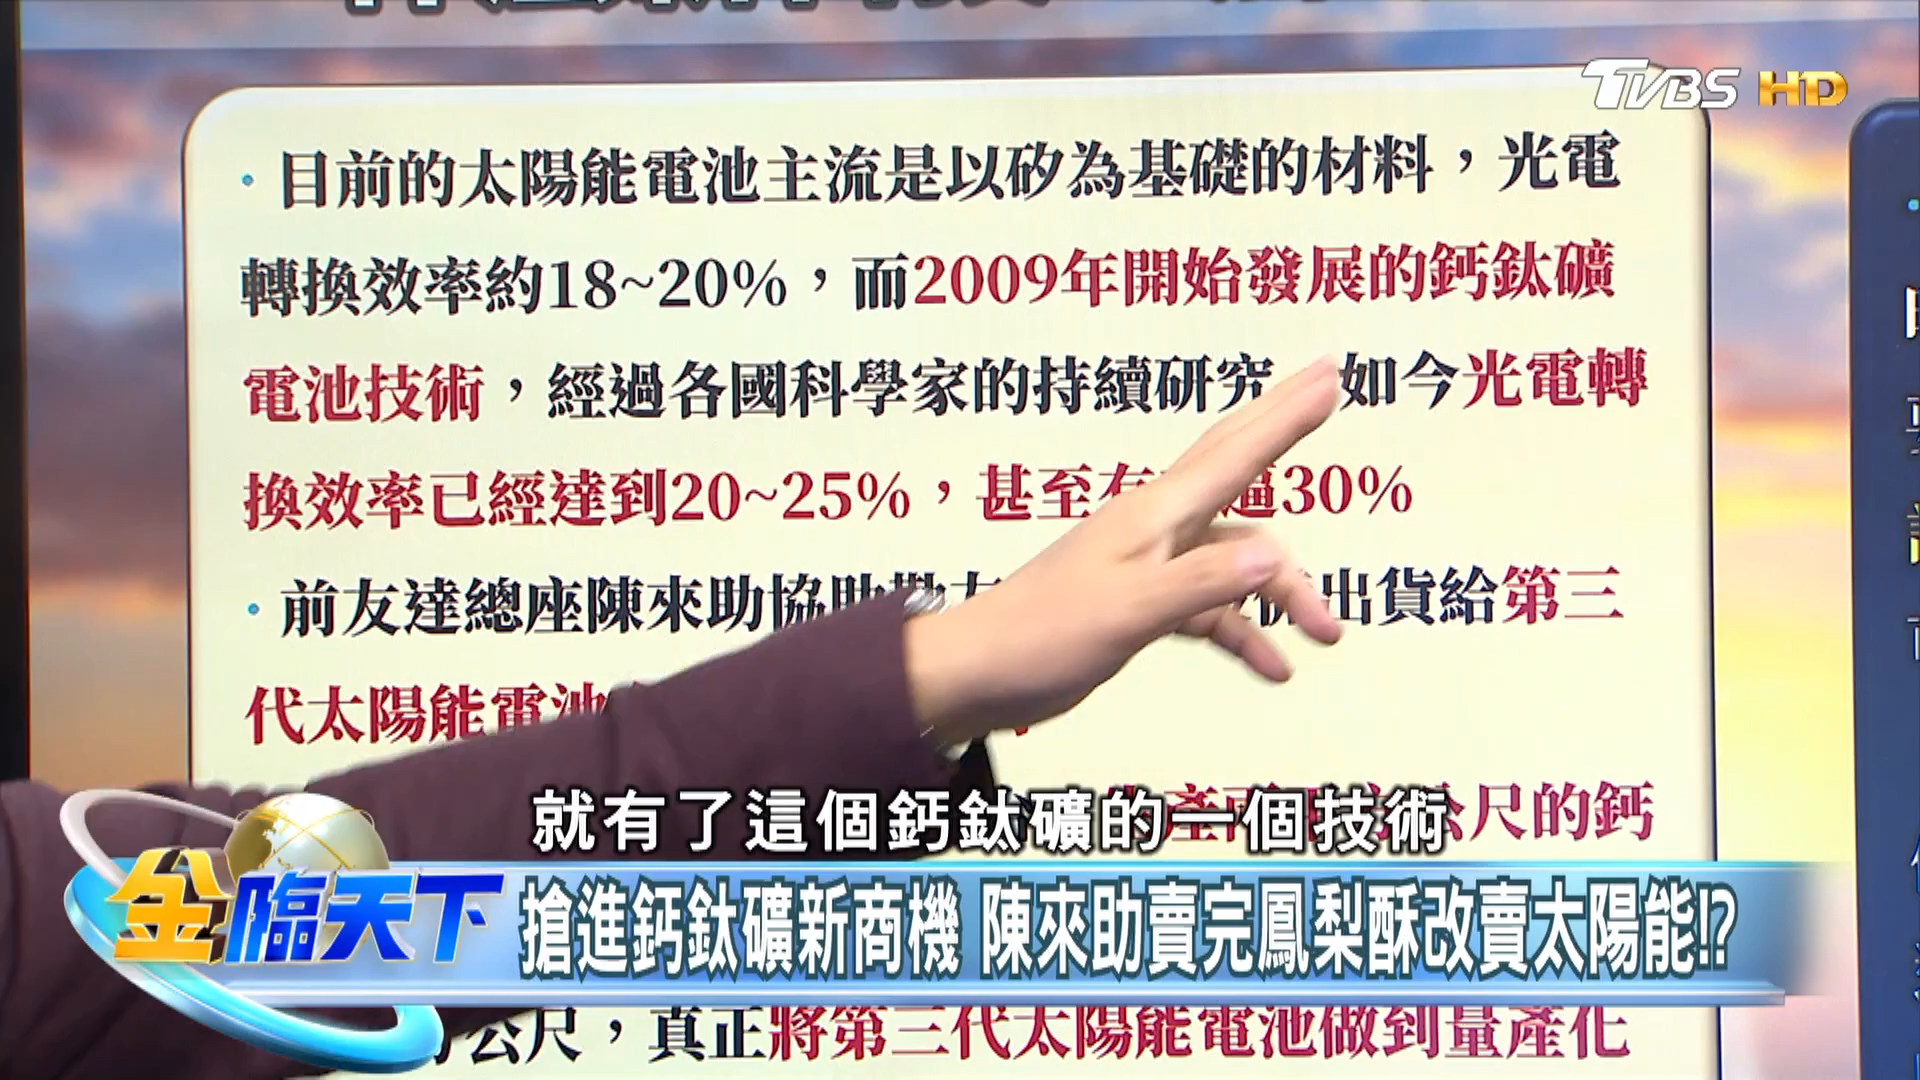 TVBS HD
·目前的太陽能電池主流是以矽為基礎的材料，光電
轉換效率約18~20%，而2009年開始發展的鈣鈦礦
電池技術，經過各國科學家的持續研究 如今光電轉
換效率已經達到20~25%，甚至有 逼30%
·前友達總座陳來助協助 出貨給第三
代太陽能電池
產 公尺的鈣
就有了這個鈣鈦礦的一個技術
金臨天下
搶進鈣鈦礦新商機 陳來助賣完鳳梨酥改賣太陽能!?
公尺，真正將第三代太陽能電池做到量產化